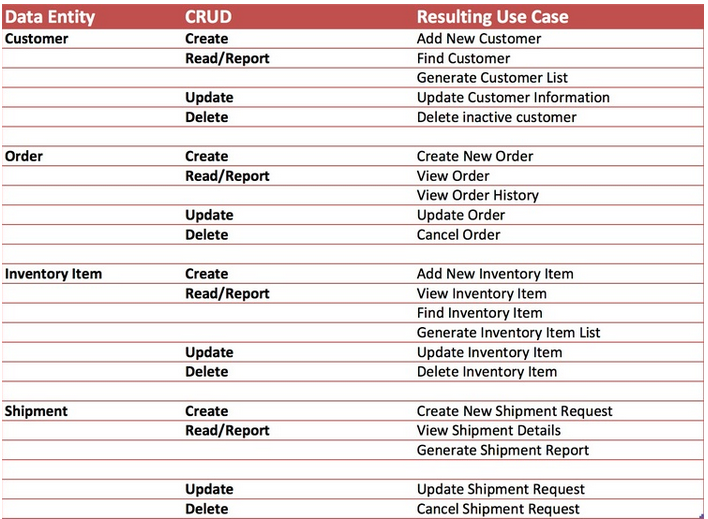 Data Entity CRUD Resulting Use Case
Customer Create Add New Customer
Read/Report Find Customer
Generate Customer List
Update Update Customer Information
Delete Delete inactive customer
Order Create Create New Order
Read/Report View Order
View Order History
Update Update Order
Delete Cancel Order
Inventory Item Create Add New Inventory Item
Read/Report View Inventory Item
Find Inventory Item
Generate Inventory Item List
Update Update Inventory Item
Delete Delete Inventory Item
Shipment Create Create New Shipment Request
Read/Report View Shipment Details
Generate Shipment Report
Update Update Shipment Request
Delete Cancel Shipment Request